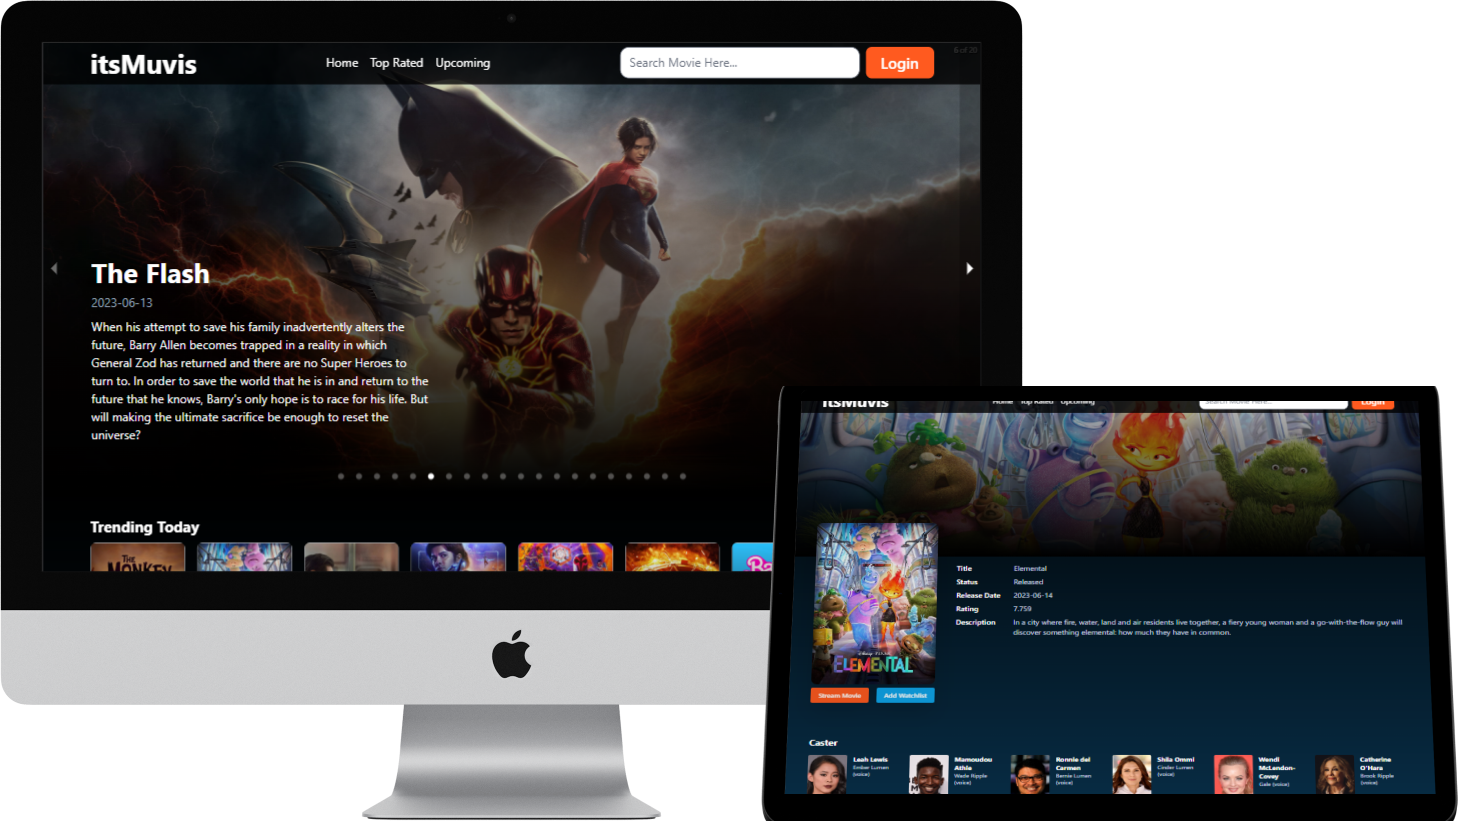 itsMuvis
Home Top Rated Upcoming
Search Movie Here...
Login
6 of 20
The Flash
2023-06-13
When his attempt to save his family inadvertently alters the
future, Barry Allen becomes trapped in a reality in which
General Zod has returned and there are no Super Heroes to
turn to. In order to save the world that he is in and return to the
future that he knows, Barry's only hope is to race for his life. But
will making the ultimate sacrifice be enough to reset the
universe?
Trending Today
THE
MONKEY
itsMuvis
Home Top Rated Upcoming
Search Movie Here...
Login
Disney PIXAR
ELEMENTAL
Stream Movie
Add Watchlist
Title Elemental
Status Released
Release Date 2023-06-14
Rating 7.759
Description In a city where fire, water, land and air residents live together, a fiery young woman and a go-with-the-flow guy will
discover something elemental: how much they have in common.
Caster
Leah Lewis
Ember Lumen
(voice)
Mamoudou
Athie
Wade Ripple
(voice)
Ronnie del
Carmen
Bernie Lumen
(voice)
Shila Ommi
Cinder Lumen
(voice)
Wendi
McLendon-
Covey
Gale (voice)
Catherine
O'Hara
Brook Ripple
(voice)